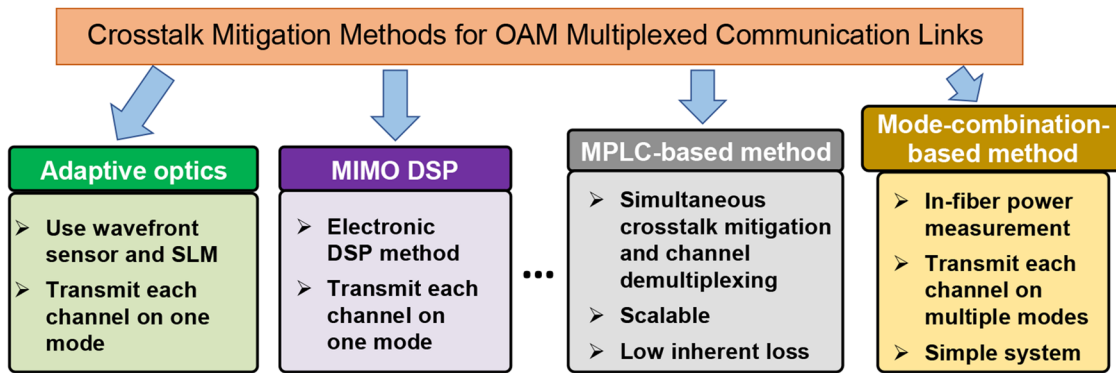 Crosstalk Mitigation Methods for OAM Multiplexed Communication Links
Adaptive optics
➢ Use wavefront
sensor and SLM
➢ Transmit each
channel on one
mode
MIMO DSP
➢ Electronic
DSP method
➢ Transmit each
channel on
one mode
...
MPLC-based method
➢ Simultaneous
crosstalk mitigation
and channel
demultiplexing
➢ Scalable
➢ Low inherent loss
Mode-combination-
based method
➢ In-fiber power
measurement
➢ Transmit each
channel on
multiple modes
➢ Simple system